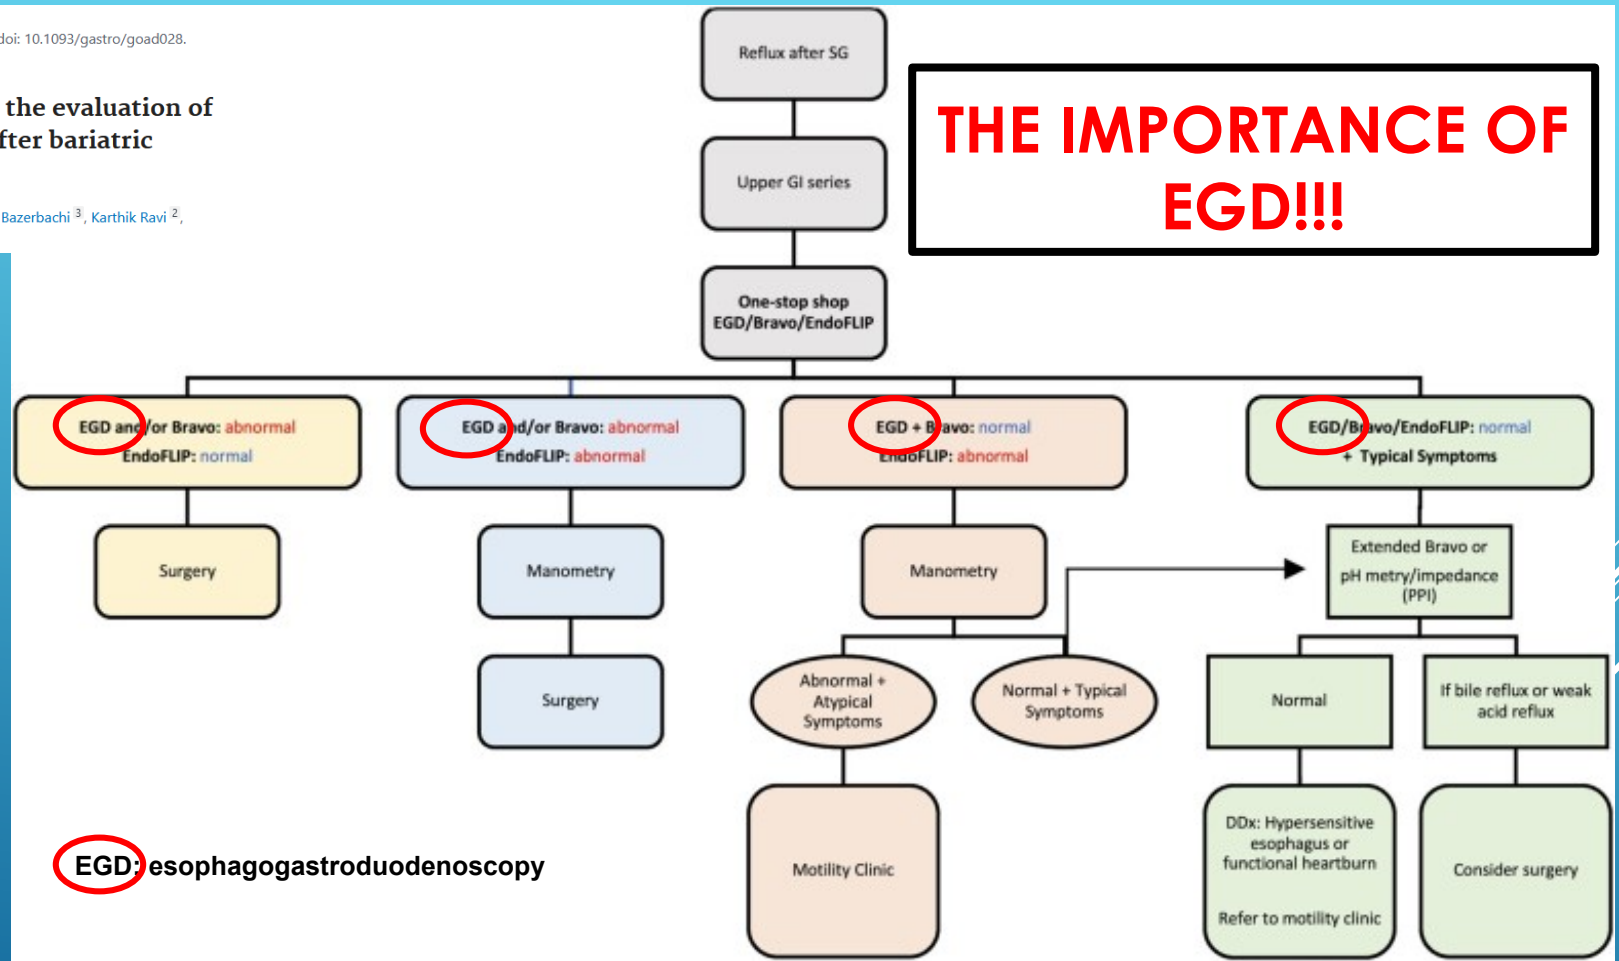 doi: 10.1093/gastro/goad028.
the evaluation of
fter bariatric
Bazerbachi 3, Karthik Ravi 2,
THE IMPORTANCE OF
EGD!!!
Reflux after SG
Upper GI series
One-stop shop
EGD/Bravo/EndoFLIP
EGD and/or Bravo: abnormal
EndoFLIP: normal
EGD and/or Bravo: abnormal
EndoFLIP: abnormal
EGD + Bravo: normal
EndoFLIP: abnormal
EGD/Bravo/EndoFLIP: normal
+ Typical Symptoms
Surgery
Manometry
Manometry
Extended Bravo or
pH metry/impedance
(PPI)
Surgery
Abnormal +
Atypical
Symptoms
Normal + Typical
Symptoms
Normal
If bile reflux or weak
acid reflux
Motility Clinic
DDx: Hypersensitive
esophagus or
functional heartburn
Refer to motility clinic
Consider surgery
EGD: esophagogastroduodenoscopy